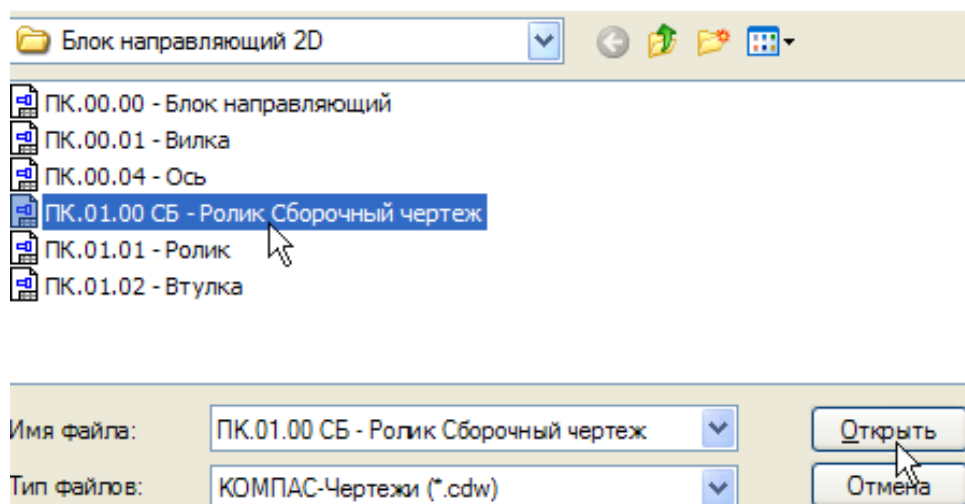 Блок направляющий 2D
ПК.00.00 - Блок направляющий
ПК.00.01 - Вилка
ПК.00.04 - Ось
ПК.01.00 СБ - Ролик Сборочный чертеж
ПК.01.01 - Ролик
ПК.01.02 - Втулка
Имя файла: ПК.01.00 СБ - Ролик Сборочный чертеж Открыть
Тип файлов: КОМПАС-Чертежи (*.cdw) Отмена